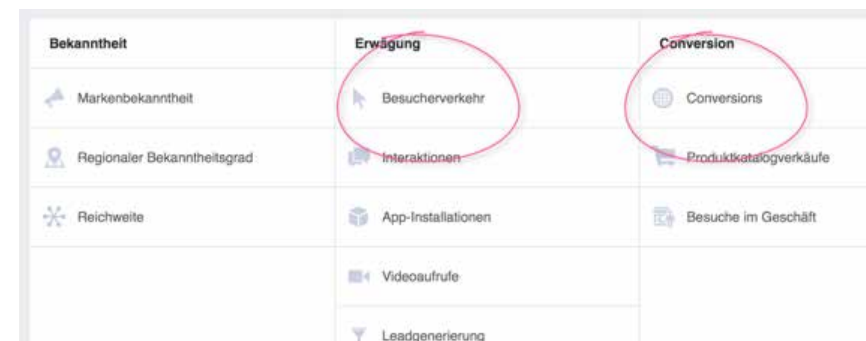 Bekanntheit Erwägung Conversion
Markenbekanntheit Besucherverkehr Conversions
Regionaler Bekanntheitsgrad Interaktionen Produktkatalogverkäufe
Reichweite App-Installationen Besuche im Geschäft
Videoaufrufe
Leadgenerierung